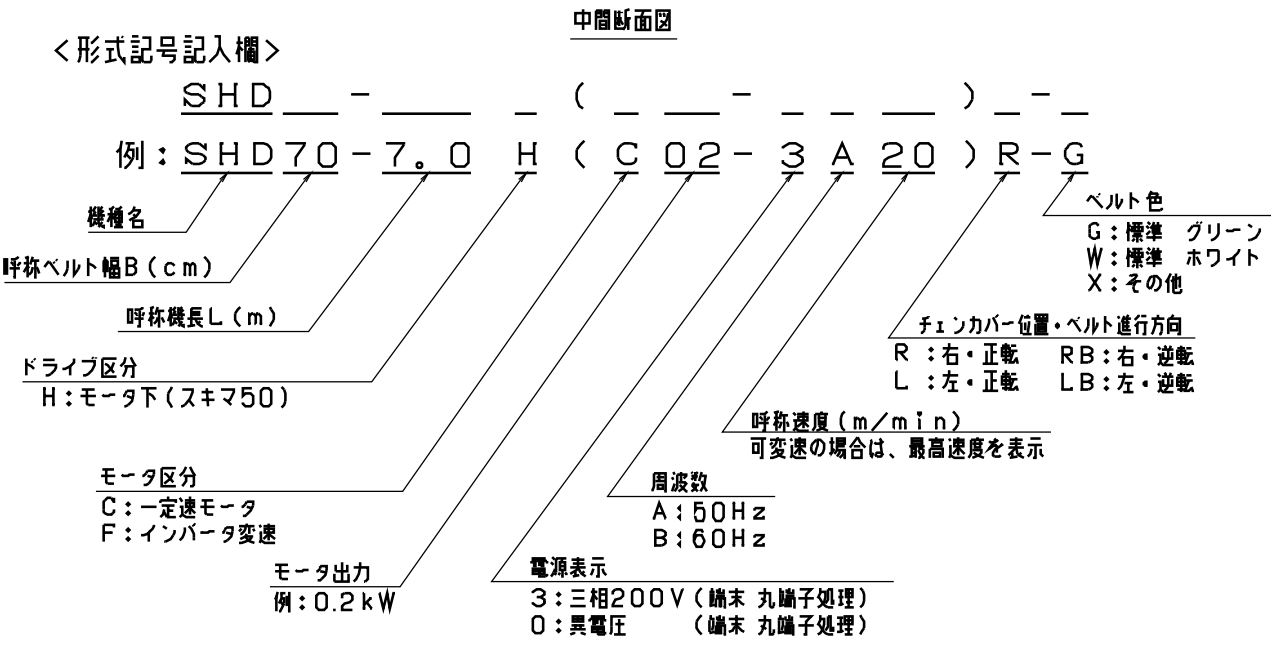 中間断面図
<形式記号記入欄>
SHD__-___ _(_ __-_ _ __)_-_
例：SHD70-7.0 H(C02-3A20)R-G
機種名
呼称ベルト幅B(cm)
呼称機長L(m)
ドライブ区分
H：モータ下(スキマ50)
モータ区分
C：一定速モータ
F：インバータ変速
モータ出力
例：0.2kW
電源表示
3：三相200V(端末 丸端子処理)
0：異電圧 (端末 丸端子処理)
周波数
A：50Hz
B：60Hz
呼称速度(m/min)
可変速の場合は、最高速度を表示
チェンカバー位置・ベルト進行方向
R：右・正転 RB：右・逆転
L：左・正転 LB：左・逆転
ベルト色
G：標準 グリーン
W：標準 ホワイト
X：その他